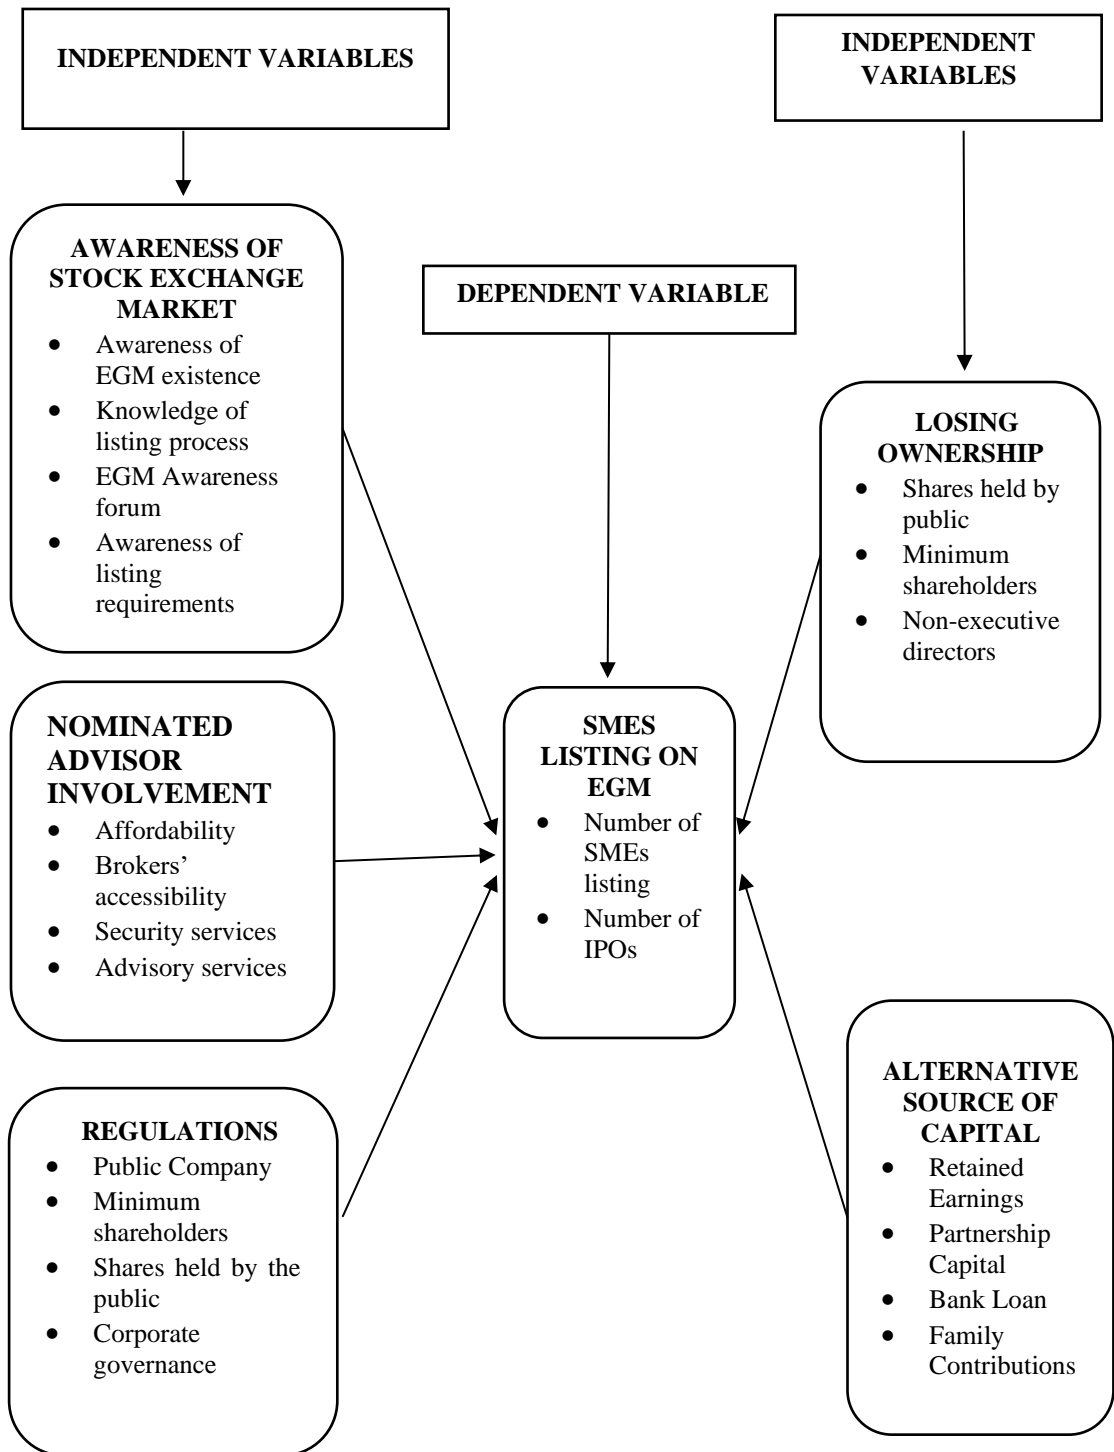 INDEPENDENT VARIABLES
INDEPENDENT
VARIABLES
AWARENESS OF
STOCK EXCHANGE
MARKET
• Awareness of
EGM existence
• Knowledge of
listing process
• EGM Awareness
forum
• Awareness of
listing
requirements
DEPENDENT VARIABLE
LOSING
OWNERSHIP
• Shares held by
public
• Minimum
shareholders
• Non-executive
directors
NOMINATED
ADVISOR
INVOLVEMENT
• Affordability
• Brokers’
accessibility
• Security services
• Advisory services
SMES
LISTING ON
EGM
• Number of
SMEs
listing
• Number of
IPOs
REGULATIONS
• Public Company
• Minimum
shareholders
• Shares held by the
public
• Corporate
governance
ALTERNATIVE
SOURCE OF
CAPITAL
• Retained
Earnings
• Partnership
Capital
• Bank Loan
• Family
Contributions